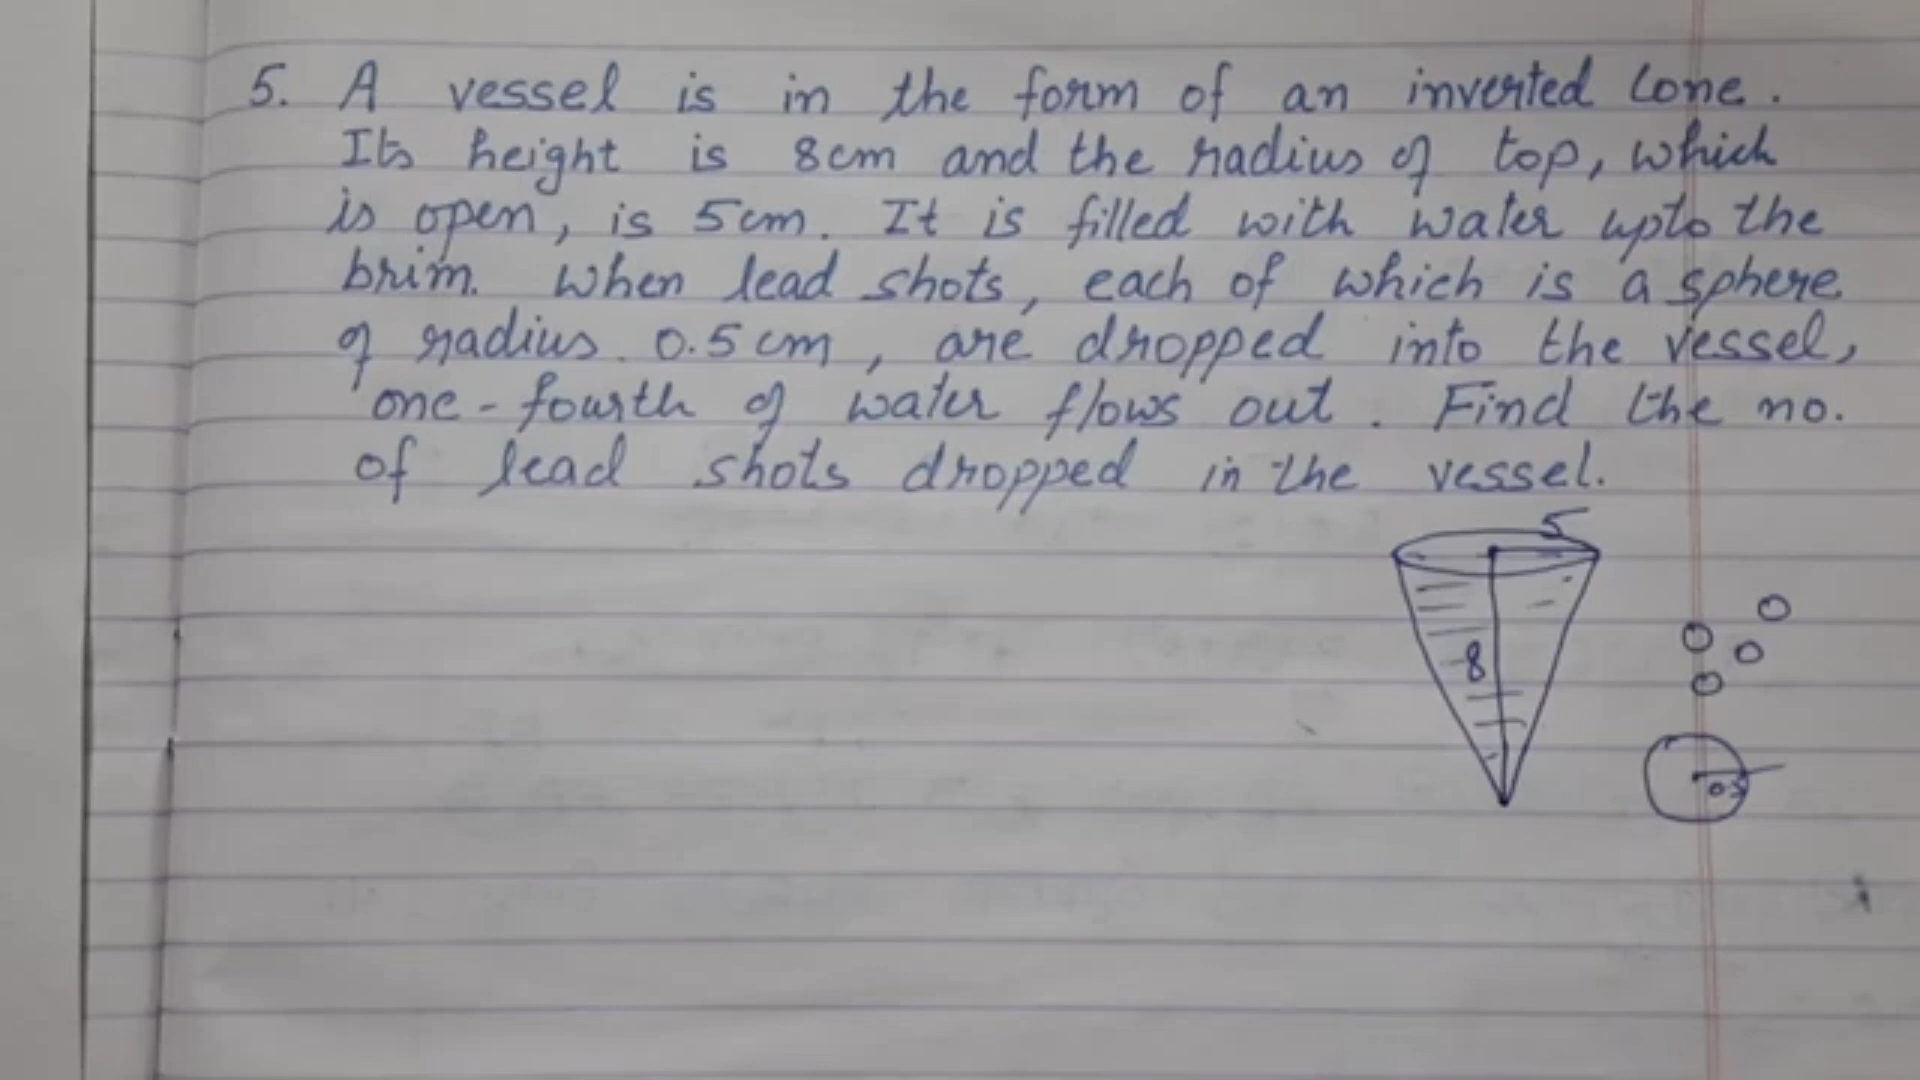 5. A vessel is in the form of an inverted Cone.
Its height is 8cm and the radius of top, which
is open, is 5cm. It is filled with water upto the
brim. When lead shots, each of which is a sphere
of radius 0.5cm, are dropped into the vessel,
one-fourth of water flows out. Find the no.
of lead shots dropped in the vessel.
5
8
0.5